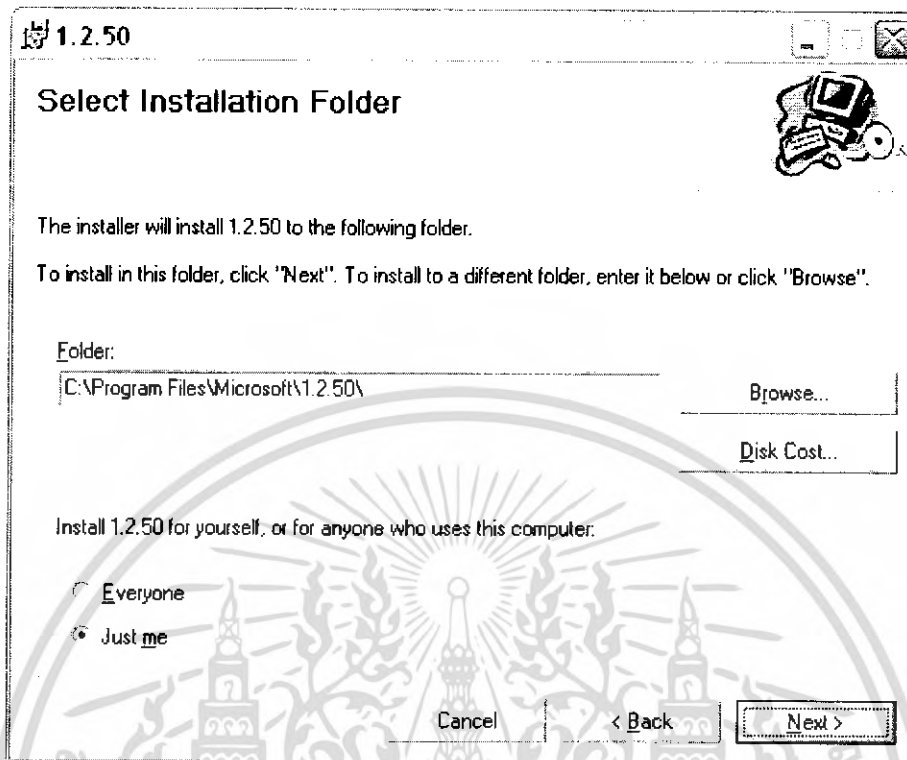 1.2.50
Select Installation Folder
The installer will install 1.2.50 to the following folder.
To install in this folder, click "Next". To install to a different folder, enter it below or click "Browse".
Folder:
C:\Program Files\Microsoft\1.2.50\
Browse...
Disk Cost...
Install 1.2.50 for yourself, or for anyone who uses this computer:
Everyone
Just me
Cancel
< Back
Next >